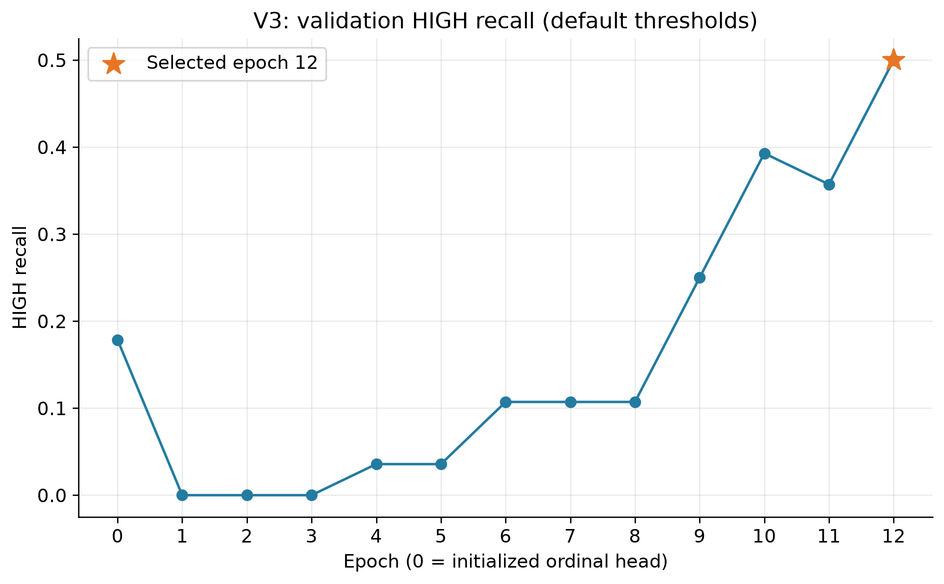 V3: validation HIGH recall (default thresholds)
Selected epoch 12
HIGH recall
0.5
0.4
0.3
0.2
0.1
0.0
0 1 2 3 4 5 6 7 8 9 10 11 12
Epoch (0 = initialized ordinal head)